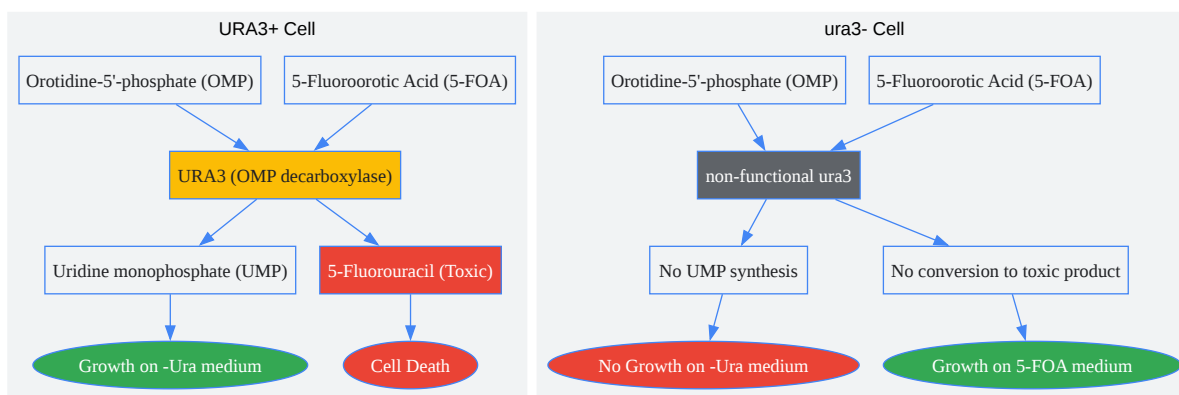 URA3+ Cell
ura3- Cell
Orotidine-5'-phosphate (OMP)
5-Fluoroorotic Acid (5-FOA)
Orotidine-5'-phosphate (OMP)
5-Fluoroorotic Acid (5-FOA)
URA3 (OMP decarboxylase)
non-functional ura3
Uridine monophosphate (UMP)
5-Fluorouracil (Toxic)
No UMP synthesis
No conversion to toxic product
Growth on -Ura medium
Cell Death
No Growth on -Ura medium
Growth on 5-FOA medium